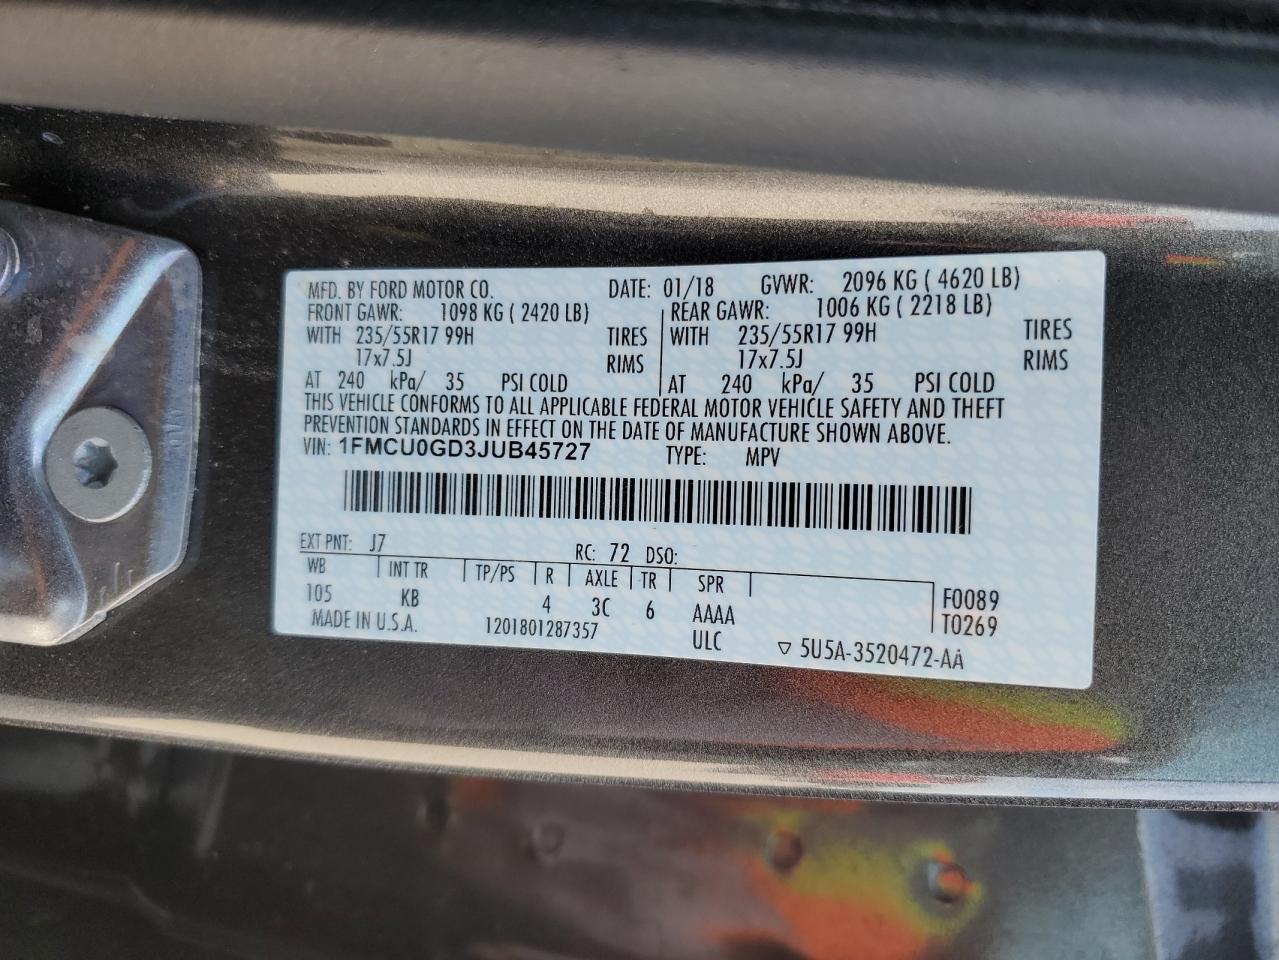 MFD. BY FORD MOTOR CO. DATE: 01/18 GVWR: 2096 KG ( 4620 LB)
FRONT GAWR: 1098 KG ( 2420 LB) REAR GAWR: 1006 KG ( 2218 LB)
WITH 235/55R17 99H TIRES WITH 235/55R17 99H TIRES
17x7.5J RIMS 17x7.5J RIMS
AT 240 kPa/ 35 PSI COLD AT 240 kPa/ 35 PSI COLD
THIS VEHICLE CONFORMS TO ALL APPLICABLE FEDERAL MOTOR VEHICLE SAFETY AND THEFT
PREVENTION STANDARDS IN EFFECT ON THE DATE OF MANUFACTURE SHOWN ABOVE.
VIN: 1FMCU0GD3JUB45727 TYPE: MPV
EXT PNT: J7 RC: 72 DSO:
WB INT TR TP/PS R AXLE TR SPR F0089
105 KB 4 3C 6 AAAA T0269
MADE IN U.S.A. 1201801287357 ULC ▽ 5U5A-3520472-AA